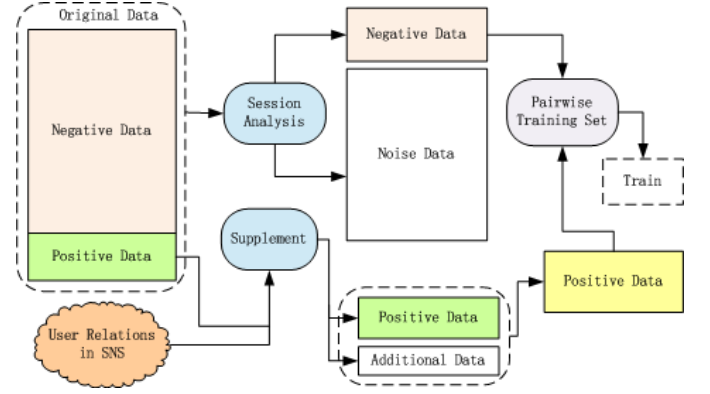 Original Data
Negative Data
Positive Data
User Relations
in SNS
Session
Analysis
Supplement
Negative Data
Noise Data
Positive Data
Additional Data
Pairwise
Training Set
Train
Positive Data